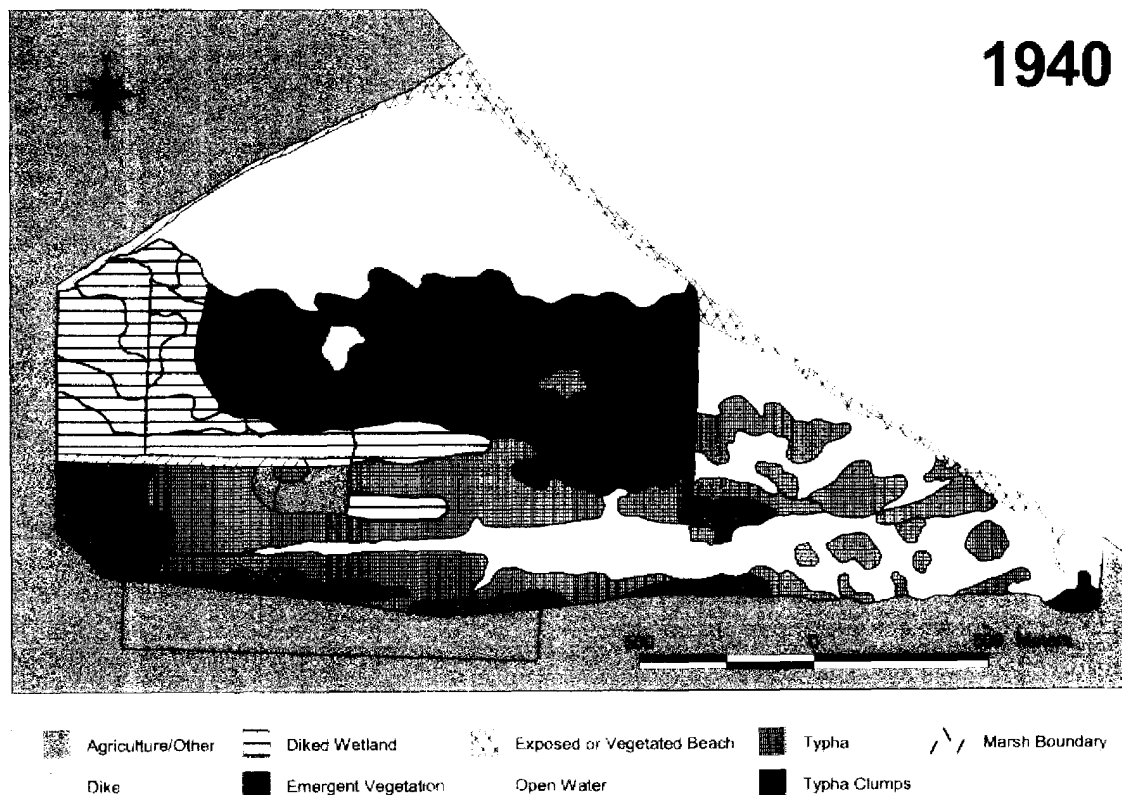 1940
0
Agriculture/Other
Diked Wetland
Exposed or Vegetated Beach
Typha
Marsh Boundary
Dike
Emergent Vegetation
Open Water
Typha Clumps